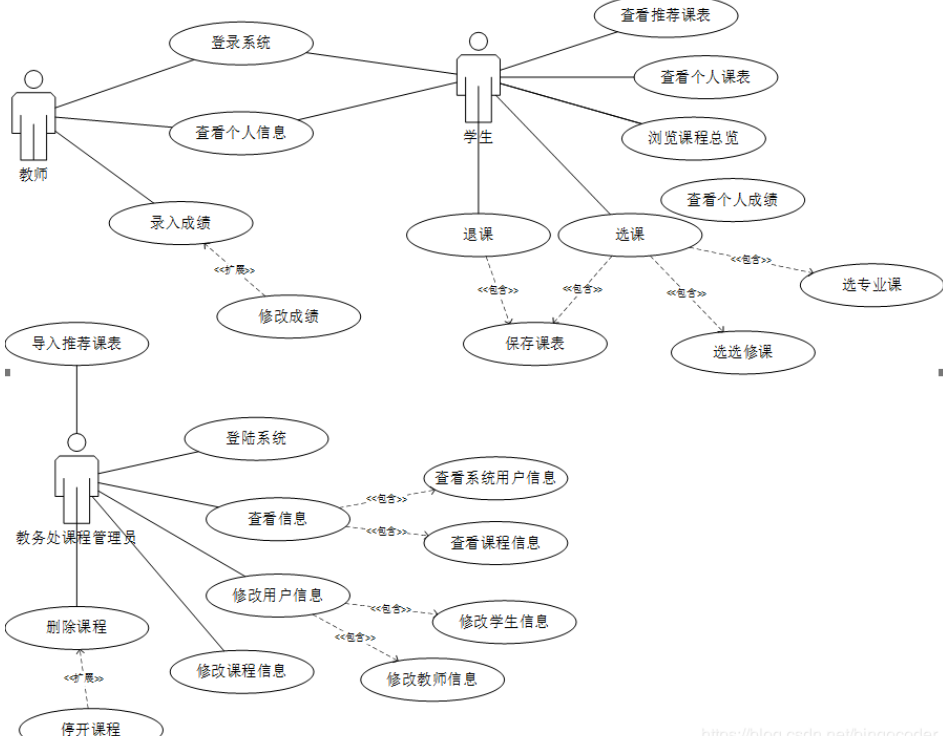 查看推荐课表
登录系统
查看个人课表
查看个人信息
学生
浏览课程总览
教师
查看个人成绩
录入成绩
退课
选课
<<包含>>
<<扩展>>
选专业课
<<包含>>
<<包含>>
<<包含>>
修改成绩
导入推荐课表
保存课表
选选修课
登陆系统
查看系统用户信息
<<包含>>
查看信息
<<包含>>
查看课程信息
教务处课程管理员
修改用户信息
<<包含>>
修改学生信息
删除课程
<<包含>>
修改课程信息
<<扩展>>
修改教师信息
停开课程
https://blog.csdn.net/bingocoder